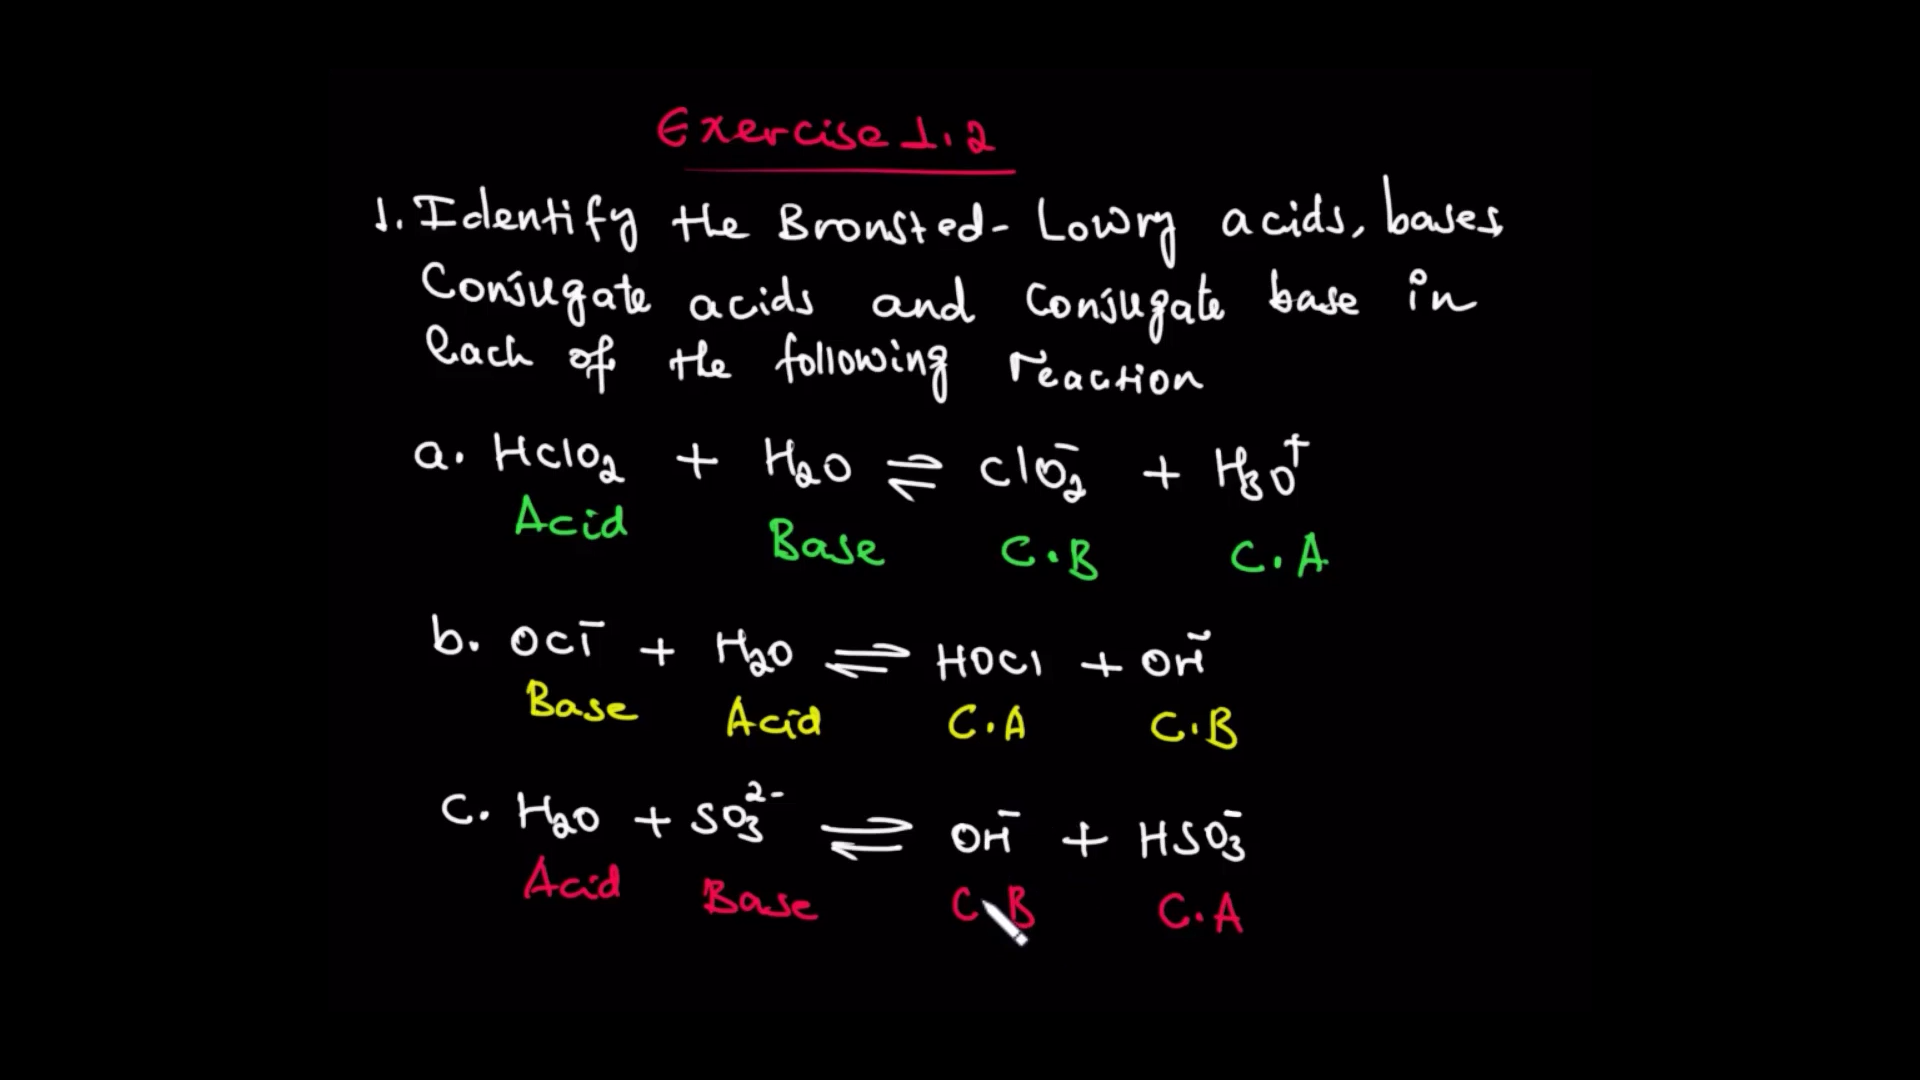 Exercise 1.2
1. Identify the Bronsted-Lowry acids, bases
Conjugate acids and Conjugate base in
each of the following reaction
a. HClO₂ + H₂O ⇌ ClO₂⁻ + H₃O⁺
Acid Base C.B C.A
b. OCl⁻ + H₂O ⇌ HOCl + OH⁻
Base Acid C.A C.B
c. H₂O + SO₃²⁻ ⇌ OH⁻ + HSO₃⁻
Acid Base C B C.A